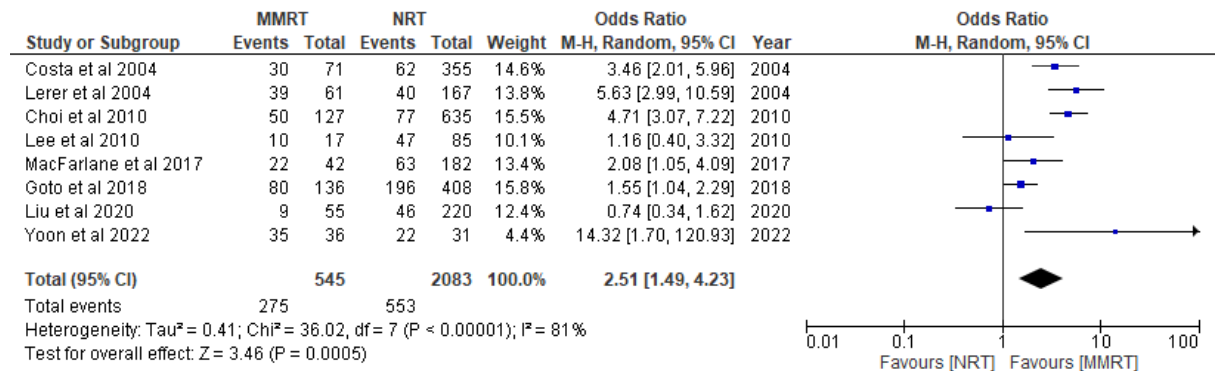 MMRT NRT Odds Ratio Odds Ratio
Study or Subgroup Events Total Events Total Weight M-H, Random, 95% CI Year M-H, Random, 95% CI
Costa et al 2004 30 71 62 355 14.6% 3.46 [2.01, 5.96] 2004
Lerer et al 2004 39 61 40 167 13.8% 5.63 [2.99, 10.59] 2004
Choi et al 2010 50 127 77 635 15.5% 4.71 [3.07, 7.22] 2010
Lee et al 2010 10 17 47 85 10.0% 1.16 [0.40, 3.32] 2010
MacFarlane et al 2017 22 42 63 182 13.4% 2.08 [1.05, 4.09] 2017
Goto et al 2018 80 136 196 408 15.8% 1.55 [1.04, 2.29] 2018
Liu et al 2020 9 55 46 220 12.4% 0.74 [0.34, 1.62] 2020
Yoon et al 2022 35 36 22 31 4.4% 14.32 [1.70, 120.93] 2022
Total (95% CI) 545 2083 100.0% 2.51 [1.49, 4.23]
Total events 275 553
Heterogeneity: Tau² = 0.41; Chi² = 36.02, df = 7 (P < 0.00001); I² = 81%
Test for overall effect: Z = 3.46 (P = 0.0005)
0.01 0.1 1 10 100
Favours [NRT] Favours [MMRT]